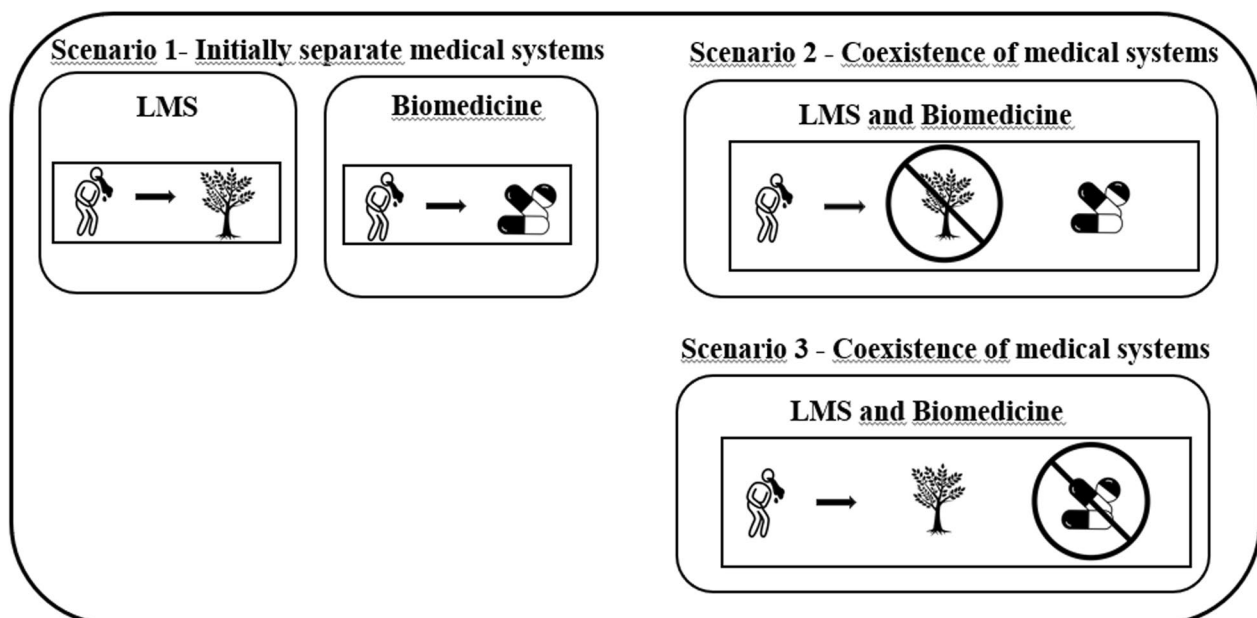 Scenario 1- Initially separate medical systems
LMS
Biomedicine
Scenario 2 - Coexistence of medical systems
LMS and Biomedicine
Scenario 3 - Coexistence of medical systems
LMS and Biomedicine